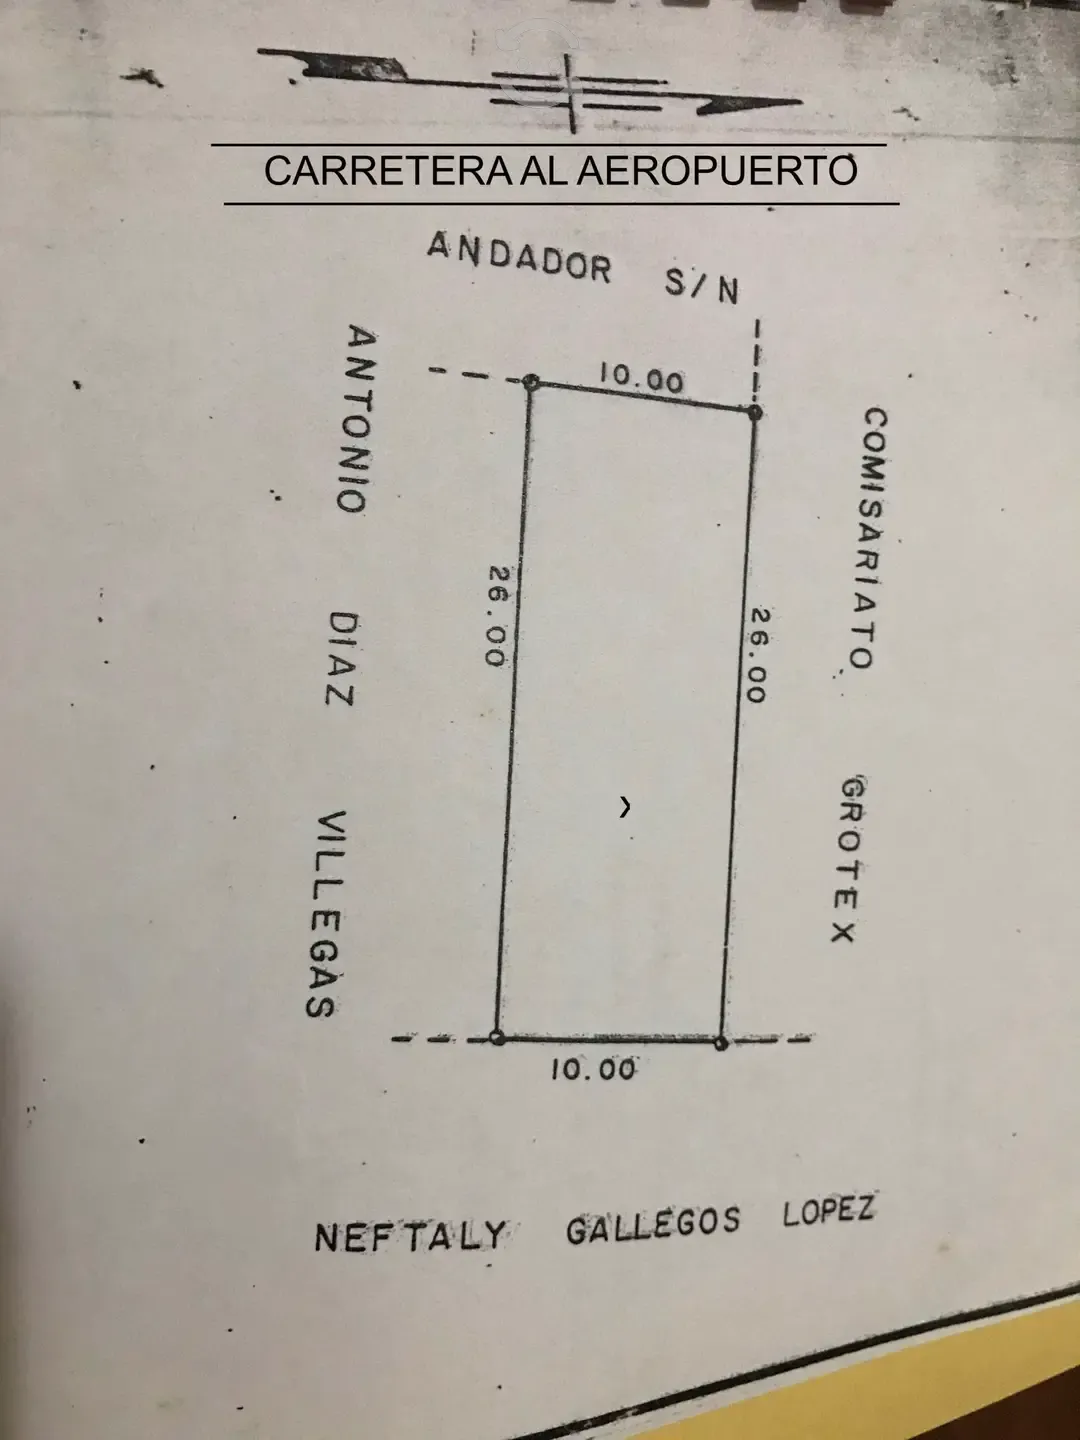 CARRETERA AL AEROPUERTO
ANDADOR S/N
10.00
ANTONIO DIAZ VILLEGAS
26.00
26.00
COMISARIATO GROTEX
10.00
NEFTALY GALLEGOS LOPEZ